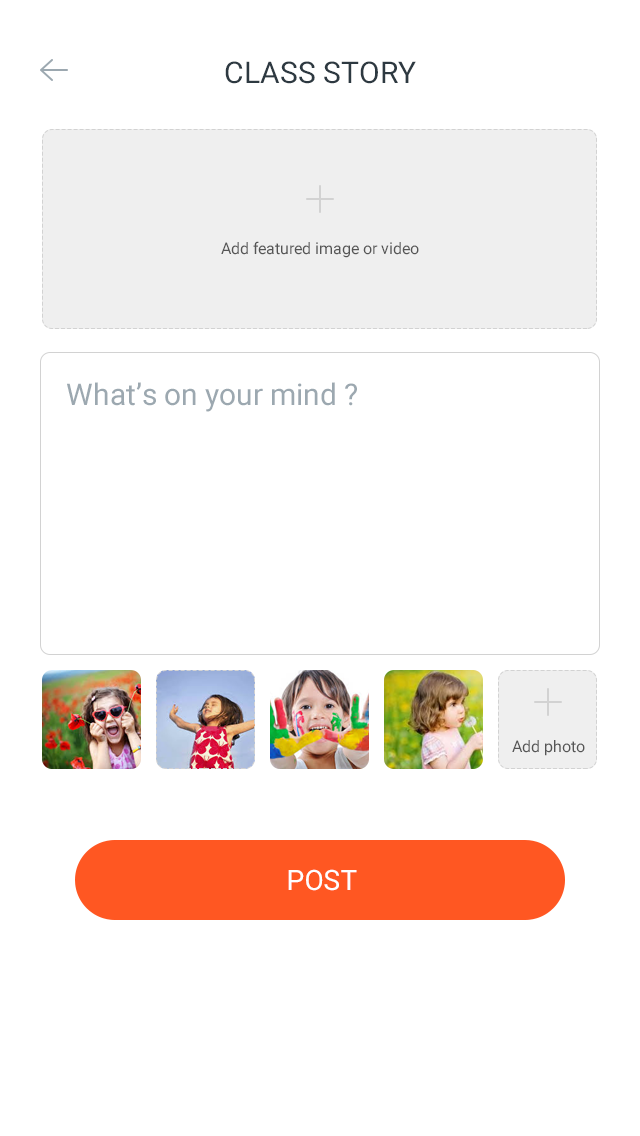 CLASS STORY
Add featured image or video
What's on your mind ?
Add photo
POST